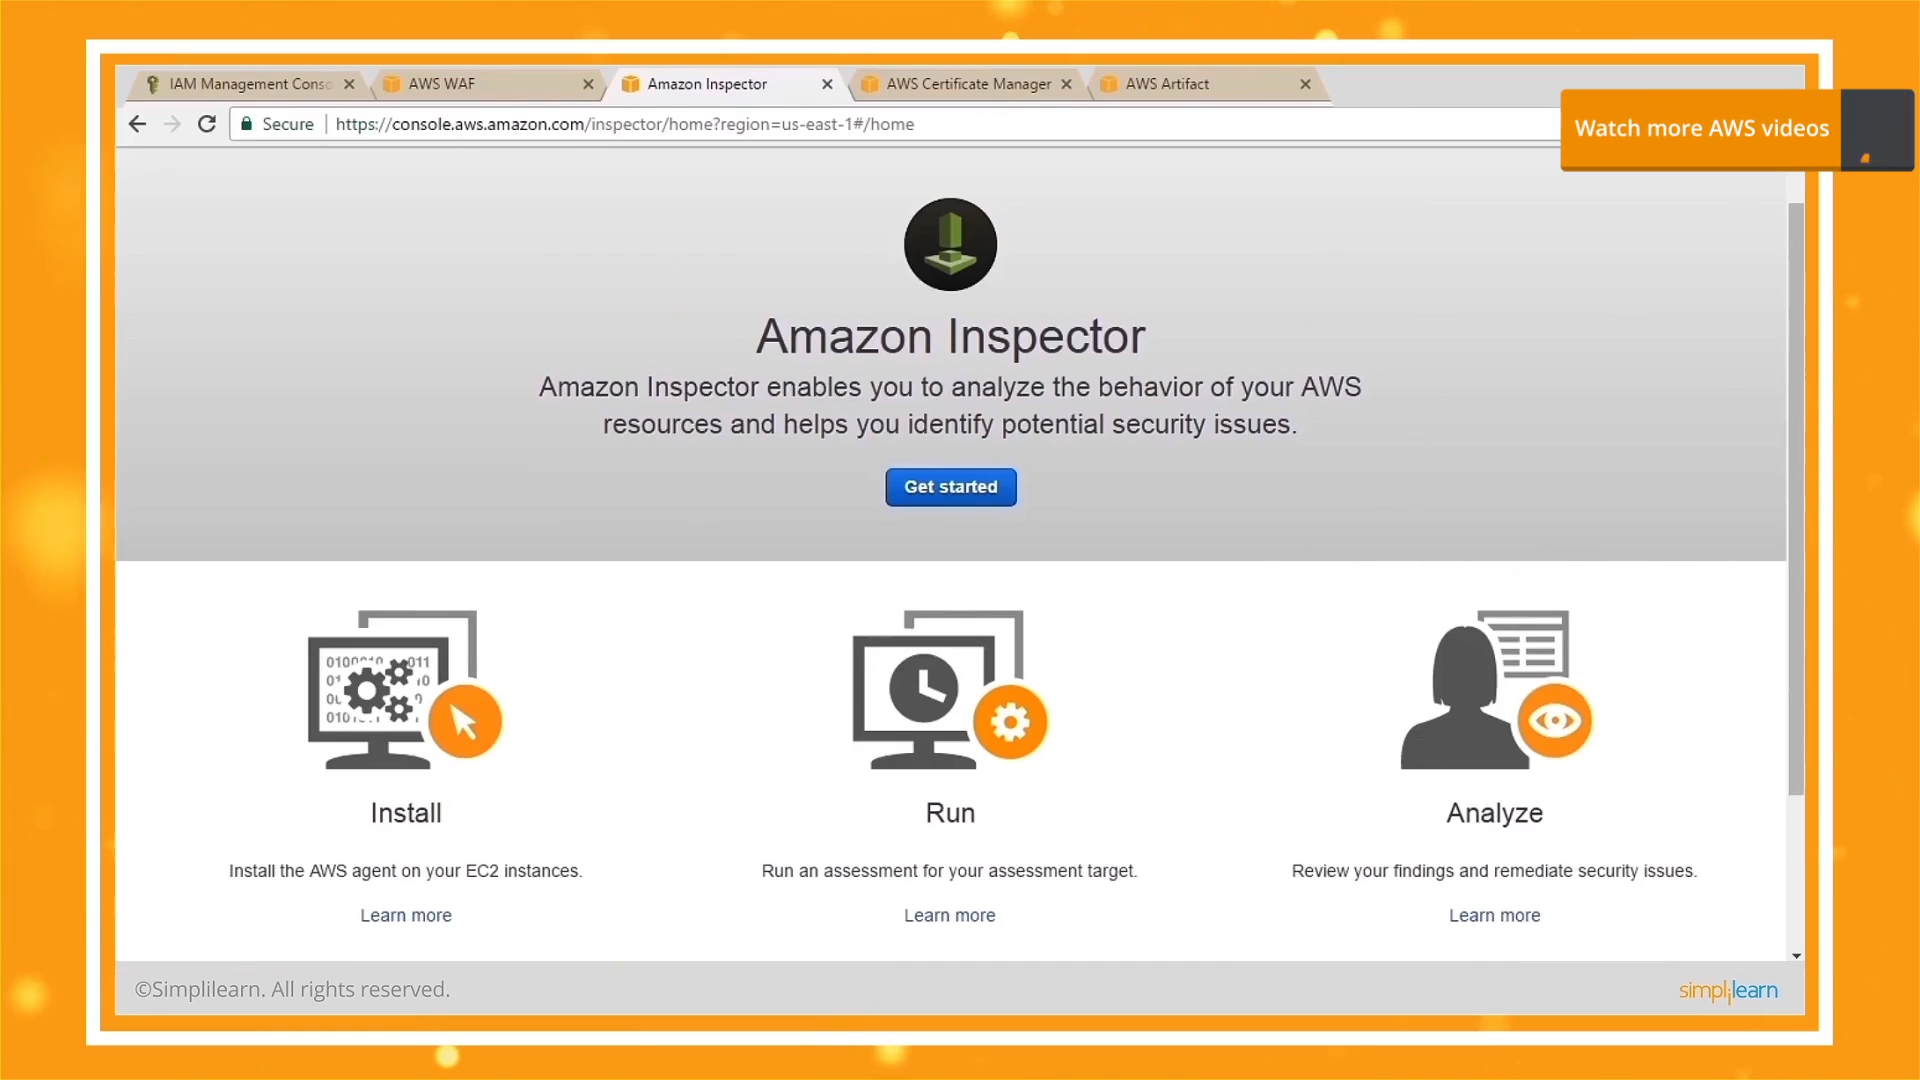 IAM Management Conso
AWS WAF
Amazon Inspector
AWS Certificate Manager
AWS Artifact
Secure
https://console.aws.amazon.com/inspector/home?region=us-east-1#/home
Watch more AWS videos
Amazon Inspector
Amazon Inspector enables you to analyze the behavior of your AWS
resources and helps you identify potential security issues.
Get started
Install
Install the AWS agent on your EC2 instances.
Learn more
Run
Run an assessment for your assessment target.
Learn more
Analyze
Review your findings and remediate security issues.
Learn more
©Simplilearn. All rights reserved.
simplilearn